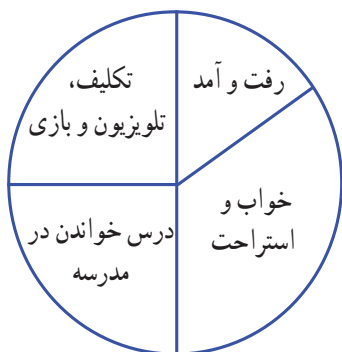 رفت و آمد
تکلیف،
تلویزیون و بازی
خواب و
استراحت
درس خواندن در
مدرسه